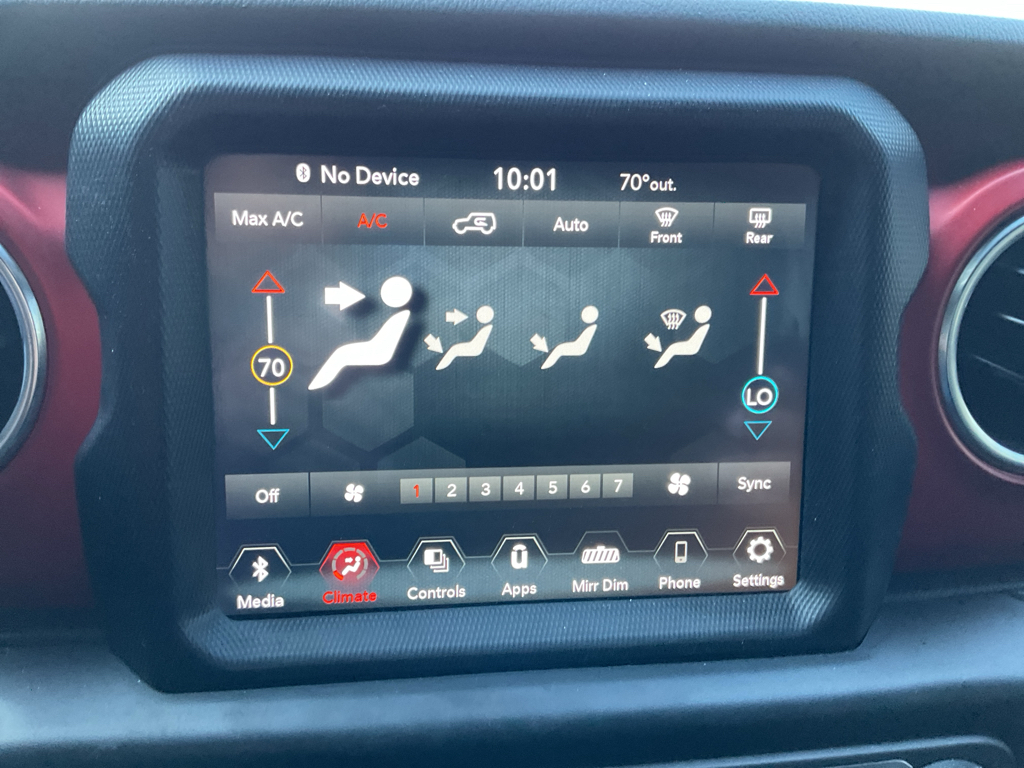 No Device 10:01 70°out.
Max A/C A/C Auto Front Rear
70 LO
Off 1 2 3 4 5 6 7 Sync
Media Climate Controls Apps Mirr Dim Phone Settings